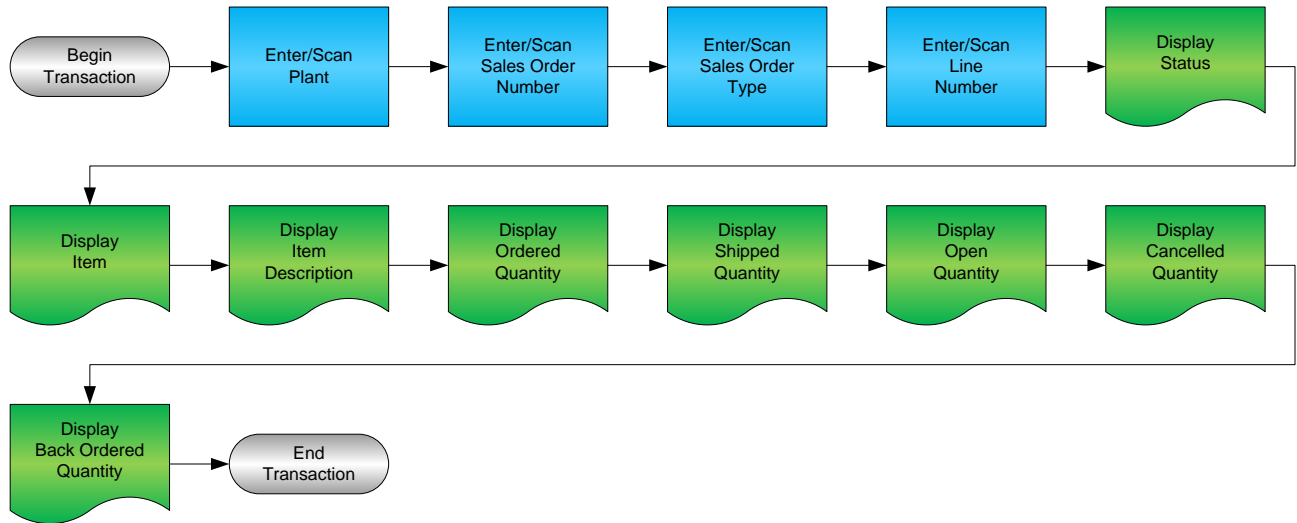 Begin
Transaction
Enter/Scan
Plant
Enter/Scan
Sales Order
Number
Enter/Scan
Sales Order
Type
Enter/Scan
Line
Number
Display
Status
Display
Item
Display
Item
Description
Display
Ordered
Quantity
Display
Shipped
Quantity
Display
Open
Quantity
Display
Cancelled
Quantity
Display
Back Ordered
Quantity
End
Transaction